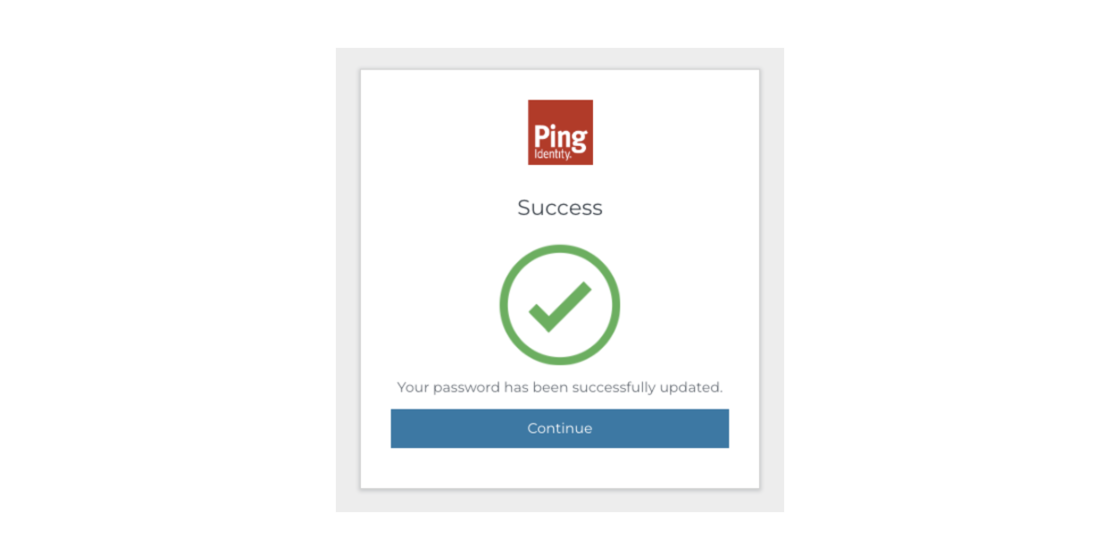 Ping
Identity.
Success
Your password has been successfully updated.
Continue